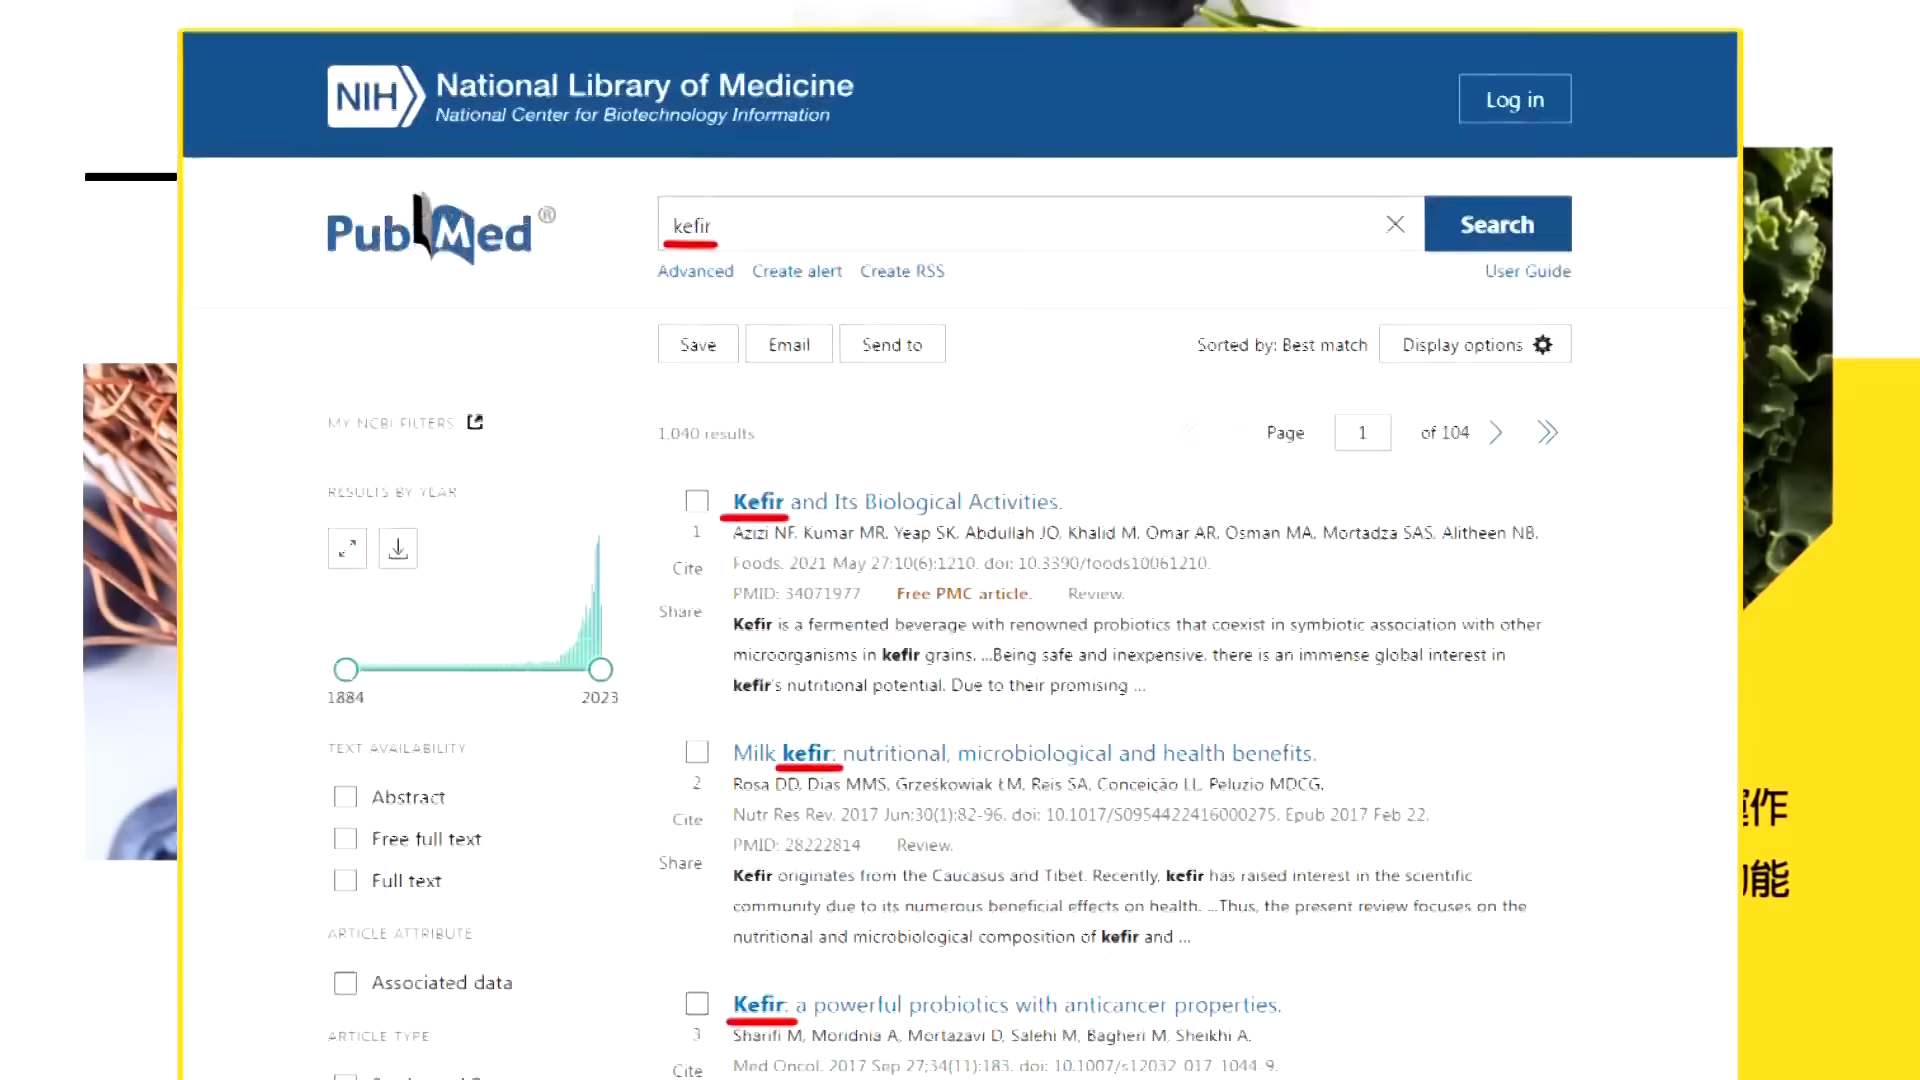 NIH National Library of Medicine
National Center for Biotechnology Information
Log in
PubMed®
kefir
Search
Advanced Create alert Create RSS
User Guide
Save Email Send to
Sorted by: Best match
Display options
MY NCBI FILTERS
1,040 results
Page 1 of 104
RESULTS BY YEAR
1884
2023
TEXT AVAILABILITY
Abstract
Free full text
Full text
ARTICLE ATTRIBUTE
Associated data
ARTICLE TYPE
Kefir and Its Biological Activities.
1
Azizi NF, Kumar MR, Yeap SK, Abdullah JO, Khalid M, Omar AR, Osman MA, Mortadza SAS, Alitheen NB.
Cite
Foods. 2021 May 27;10(6):1210. doi: 10.3390/foods10061210.
PMID: 34071977 Free PMC article. Review.
Share
Kefir is a fermented beverage with renowned probiotics that coexist in symbiotic association with other
microorganisms in kefir grains. ...Being safe and inexpensive, there is an immense global interest in
kefir's nutritional potential. Due to their promising ...
Milk kefir: nutritional, microbiological and health benefits.
2
Rosa DD, Dias MMS, Grześkowiak ŁM, Reis SA, Conceição LL, Peluzio MDCG.
Cite
Nutr Res Rev. 2017 Jun;30(1):82-96. doi: 10.1017/S0954422416000275. Epub 2017 Feb 22.
PMID: 28222814 Review.
Share
Kefir originates from the Caucasus and Tibet. Recently, kefir has raised interest in the scientific
community due to its numerous beneficial effects on health. ...Thus, the present review focuses on the
nutritional and microbiological composition of kefir and ...
Kefir: a powerful probiotics with anticancer properties.
3
Sharifi M, Moridnia A, Mortazavi D, Salehi M, Bagheri M, Sheikhi A.
Cite
Med Oncol. 2017 Sep 27;34(11):183. doi: 10.1007/s12032-017-1044-9.
作
能